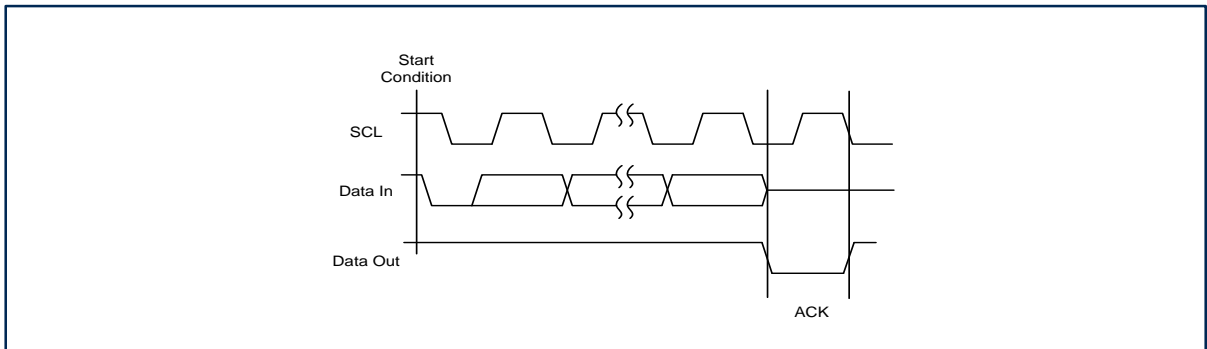 Start
Condition
SCL
Data In
Data Out
ACK